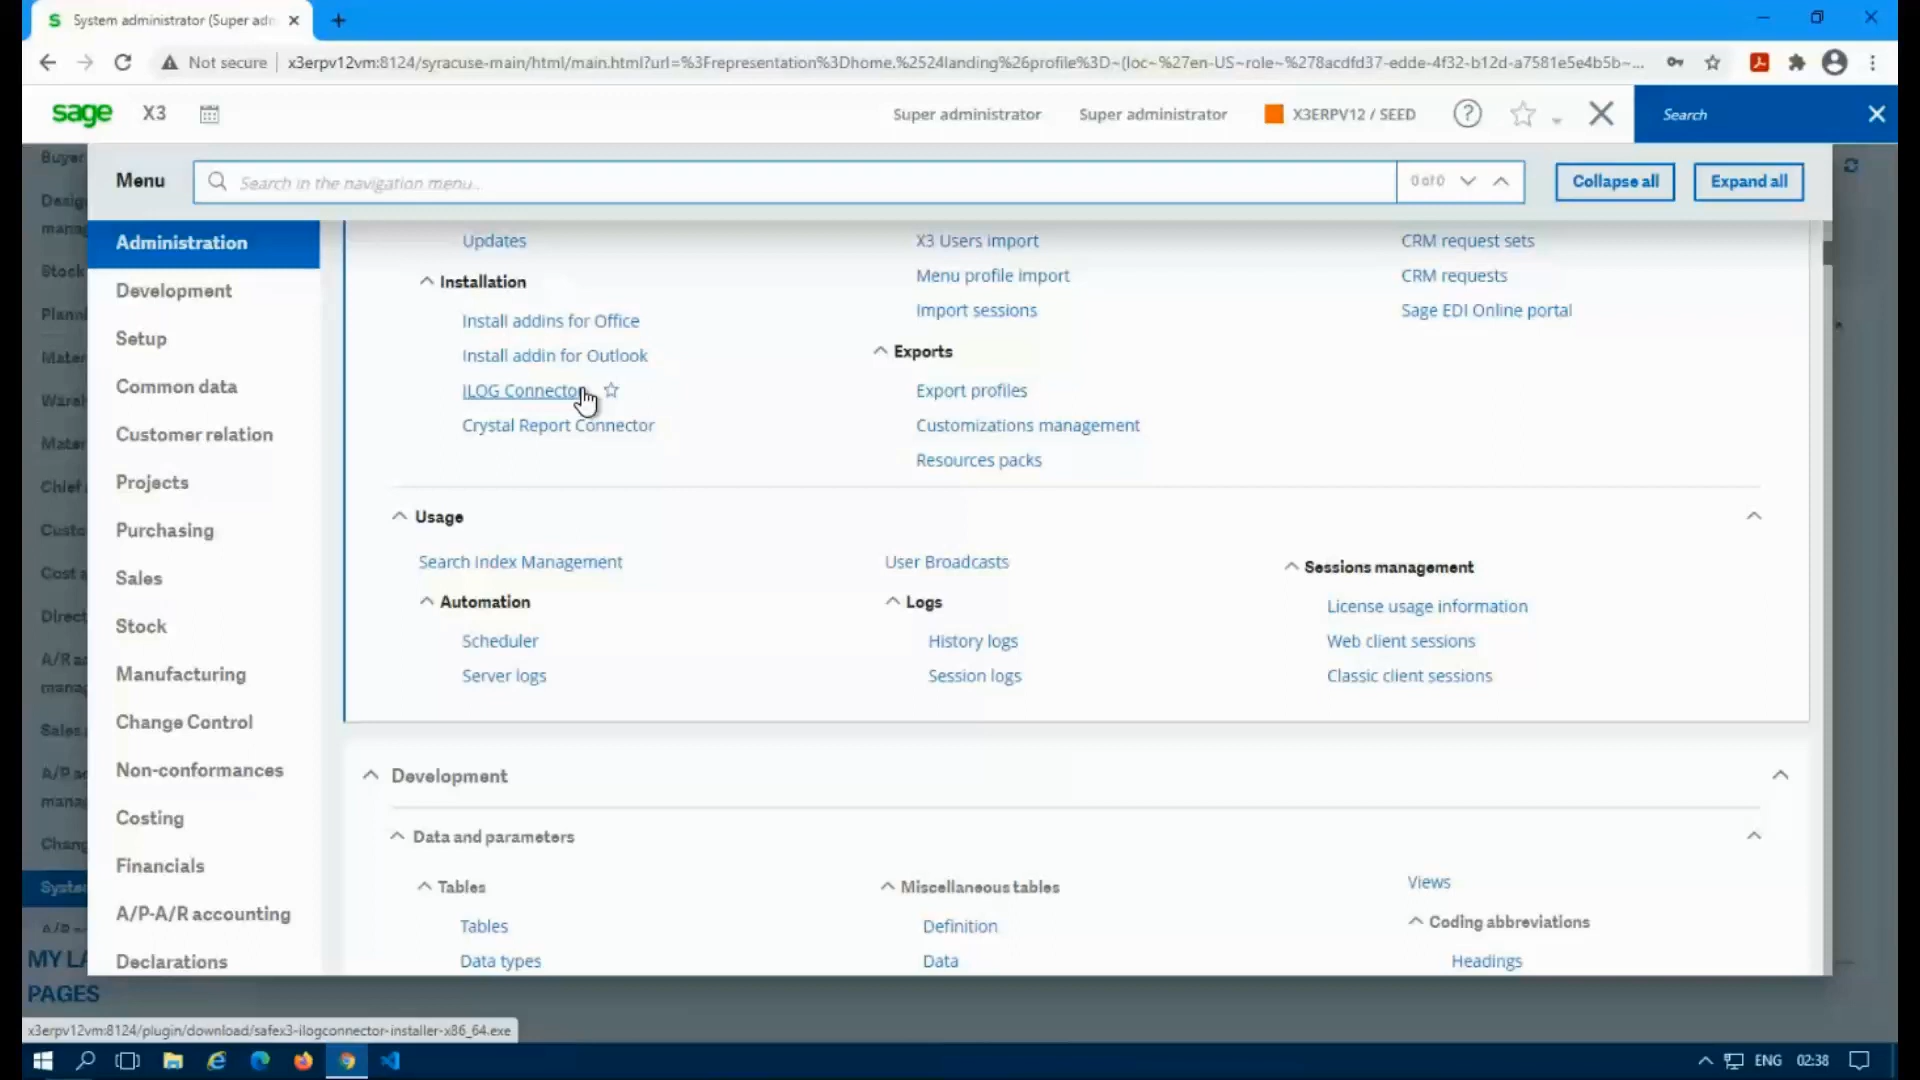 S System administrator (Super adn
Not secure x3erpv12vm:8124/syracuse-main/html/main.html?url=%3Frepresentation%3Dhome.%2524landing%26profile%3D~(loc~%27en-US~role~%278acdfd37-edde-4f32-b12d-a7581e5e4b5b~...
sage X3 Super administrator Super administrator X3ERPV12 / SEED Search
Buyer
Menu Search in the navigation menu... 0 of 0 Collapse all Expand all
Administration
Development
Setup
Common data
Customer relation
Projects
Purchasing
Sales
Stock
Manufacturing
Change Control
Non-conformances
Costing
Financials
A/P-A/R accounting
Declarations
Updates X3 Users import CRM request sets
Installation Menu profile import CRM requests
Install addins for Office Import sessions Sage EDI Online portal
Install addin for Outlook Exports
ILOG Connector Export profiles
Crystal Report Connector Customizations management
Resources packs
Usage
Search Index Management User Broadcasts Sessions management
Automation Logs License usage information
Scheduler History logs Web client sessions
Server logs Session logs Classic client sessions
Development
Data and parameters
Tables Miscellaneous tables Views
Tables Definition Coding abbreviations
Data types Data Headings
MY LA
PAGES
x3erpv12vm:8124/plugin/download/safex3-ilogconnector-installer-x86_64.exe
ENG 02:38